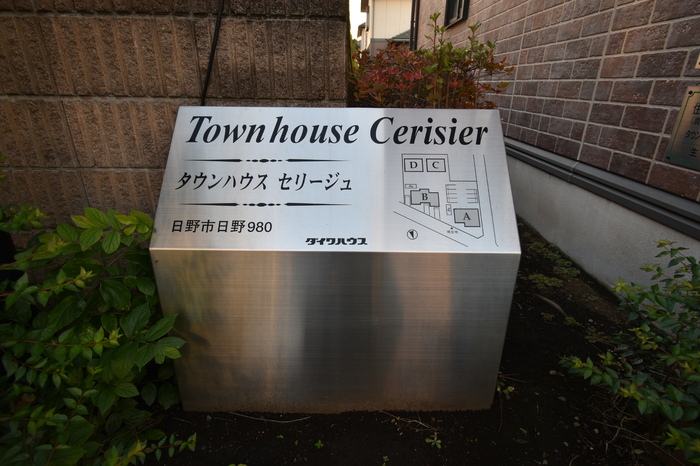 Townhouse Cerisier
タウンハウス セリージュ
日野市日野980
ダイワハウス
D C
B
A